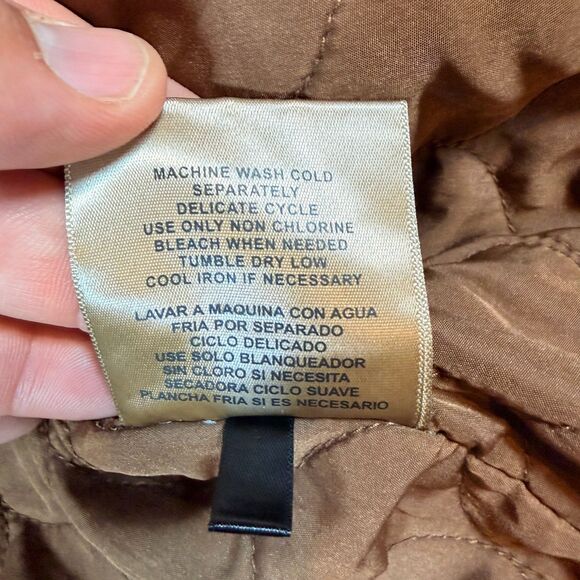 MACHINE WASH COLD
SEPARATELY
DELICATE CYCLE
USE ONLY NON CHLORINE
BLEACH WHEN NEEDED
TUMBLE DRY LOW
COOL IRON IF NECESSARY
LAVAR A MAQUINA CON AGUA
FRIA POR SEPARADO
CICLO DELICADO
USE SOLO BLANQUEADOR
SIN CLORO SI NECESITA
SECADORA CICLO SUAVE
PLANCHA FRIA SI ES NECESARIO